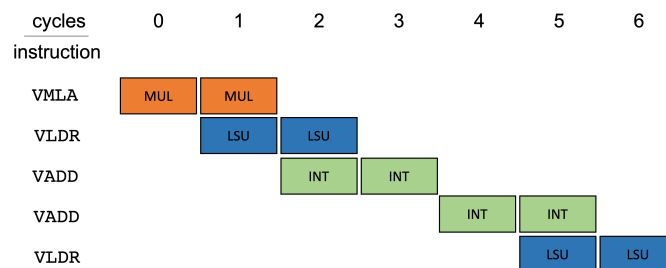 cycles 0 1 2 3 4 5 6
instruction
VMLA MUL MUL
VLDR LSU LSU
VADD INT INT
VADD INT INT
VLDR LSU LSU